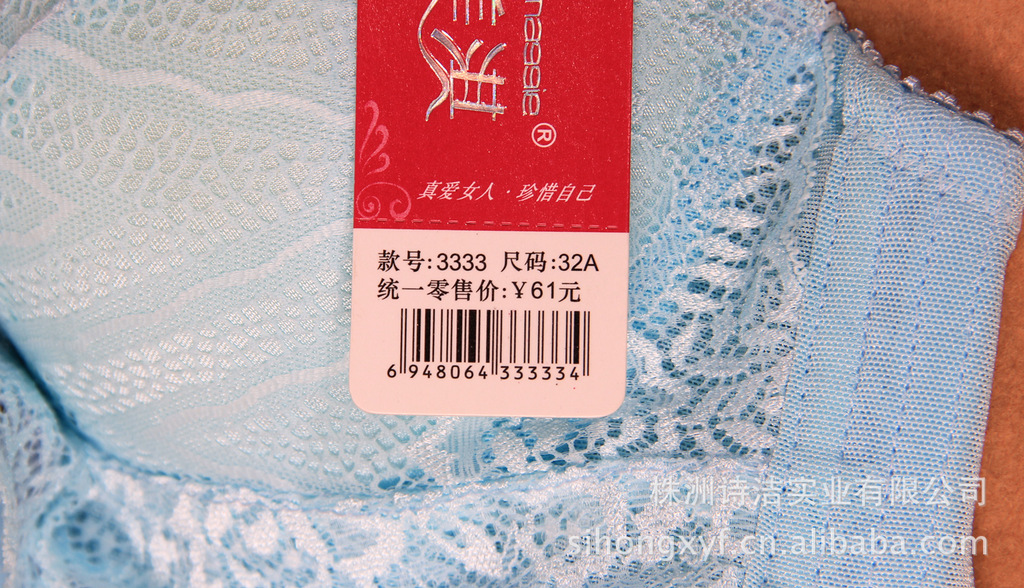 真爱女人·珍惜自己
款号:3333 尺码:32A
统一零售价:¥61元
6 948064 333334
株洲诗洁实业有限公司
sihongxyf.cn.alibaba.com